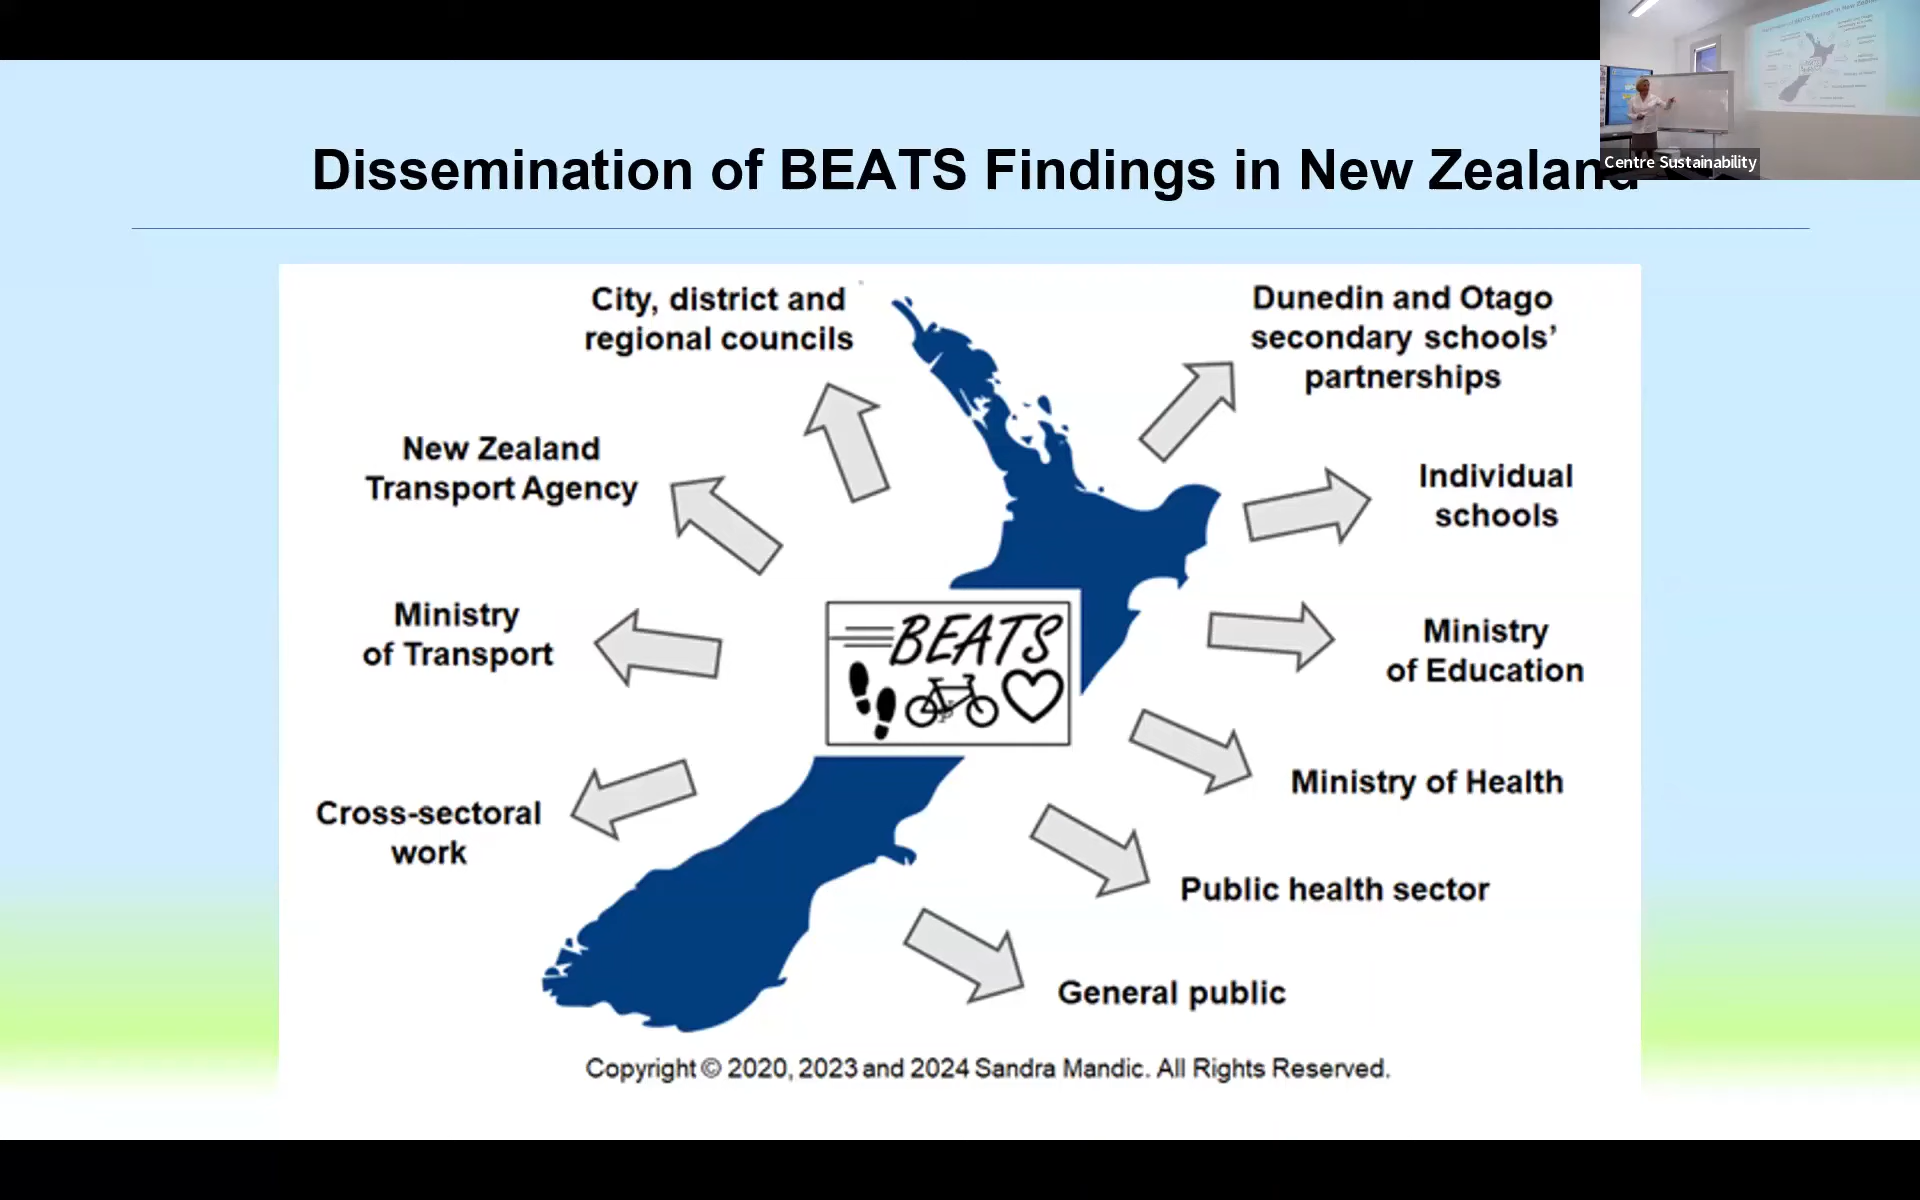 Dissemination of BEATS Findings in New Zealand
Centre Sustainability
City, district and
regional councils
Dunedin and Otago
secondary schools’
partnerships
New Zealand
Transport Agency
Individual
schools
Ministry
of Transport
BEATS
Ministry
of Education
Cross-sectoral
work
Ministry of Health
Public health sector
General public
Copyright © 2020, 2023 and 2024 Sandra Mandic. All Rights Reserved.